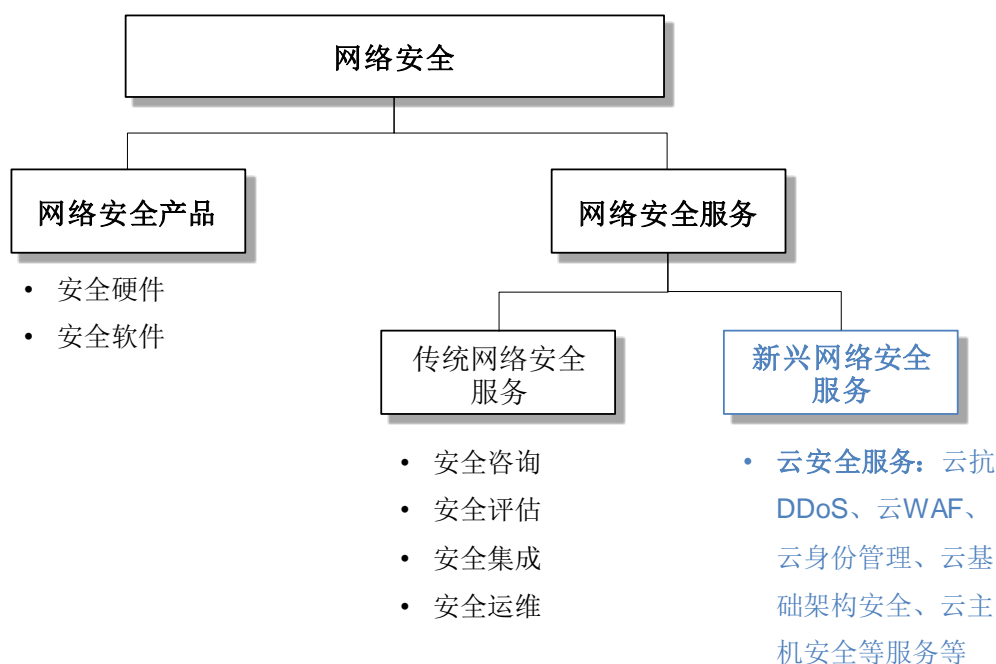 网络安全
网络安全产品
网络安全服务
• 安全硬件
• 安全软件
传统网络安全
服务
新兴网络安全
服务
• 安全咨询
• 安全评估
• 安全集成
• 安全运维
• 云安全服务：云抗
DDoS、云WAF、
云身份管理、云基
础架构安全、云主
机安全等服务等